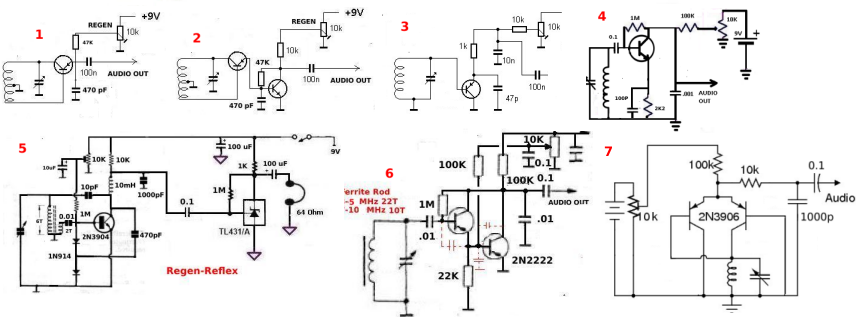 1
REGEN
+9V
10k
47K
100n
AUDIO OUT
470 pF
2
REGEN
+9V
10k
10k
47K
100n
AUDIO OUT
470 pF
3
10k
10k
1k
10n
100n
47p
4
1M
100K
10K
0.1
9V
+
100P
2K2
.001
AUDIO
OUT
5
10uF
10K
10K
100 uF
9V
1K
100 uF
10pF
10mH
1000pF
0.1
1M
64 Ohm
6T
0.01
2T
1M
2N3904
470pF
TL431/A
1N914
Regen-Reflex
6
10K
100K
0.1
100K
0.1
AUDIO OUT
ferrite Rod
-5 MHZ 22T
-10 MHZ 10T
1M
.01
.01
22K
2N2222
7
100k
10k
0.1
10k
2N3906
1000p
Audio